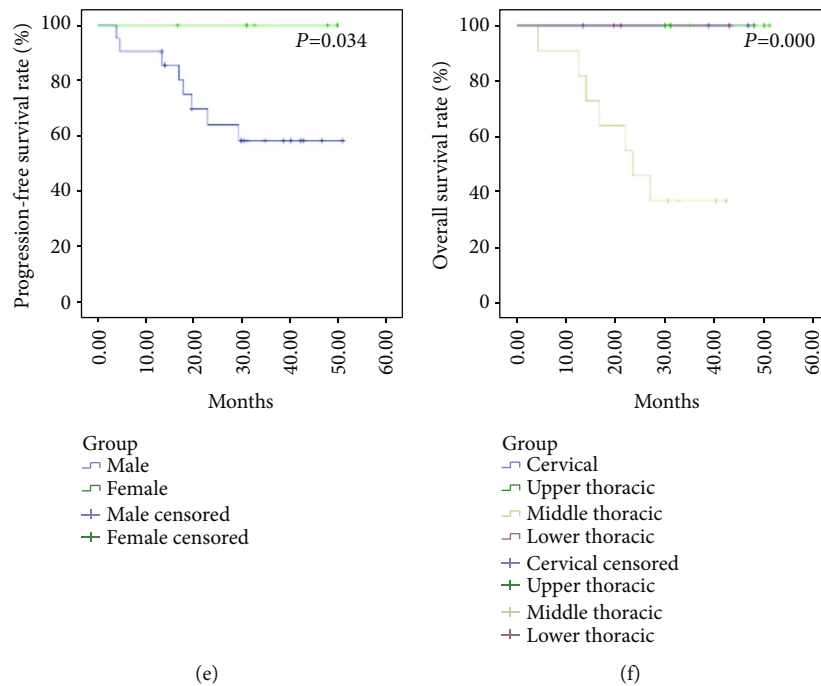 Progression-free survival rate (%)
100
80
60
40
20
0
P=0.034
0.00
10.00
20.00
30.00
40.00
50.00
60.00
Months
Group
Male
Female
Male censored
Female censored
(e)
Overall survival rate (%)
100
80
60
40
20
0
P=0.000
0.00
10.00
20.00
30.00
40.00
50.00
60.00
Months
Group
Cervical
Upper thoracic
Middle thoracic
Lower thoracic
Cervical censored
Upper thoracic
Middle thoracic
Lower thoracic
(f)